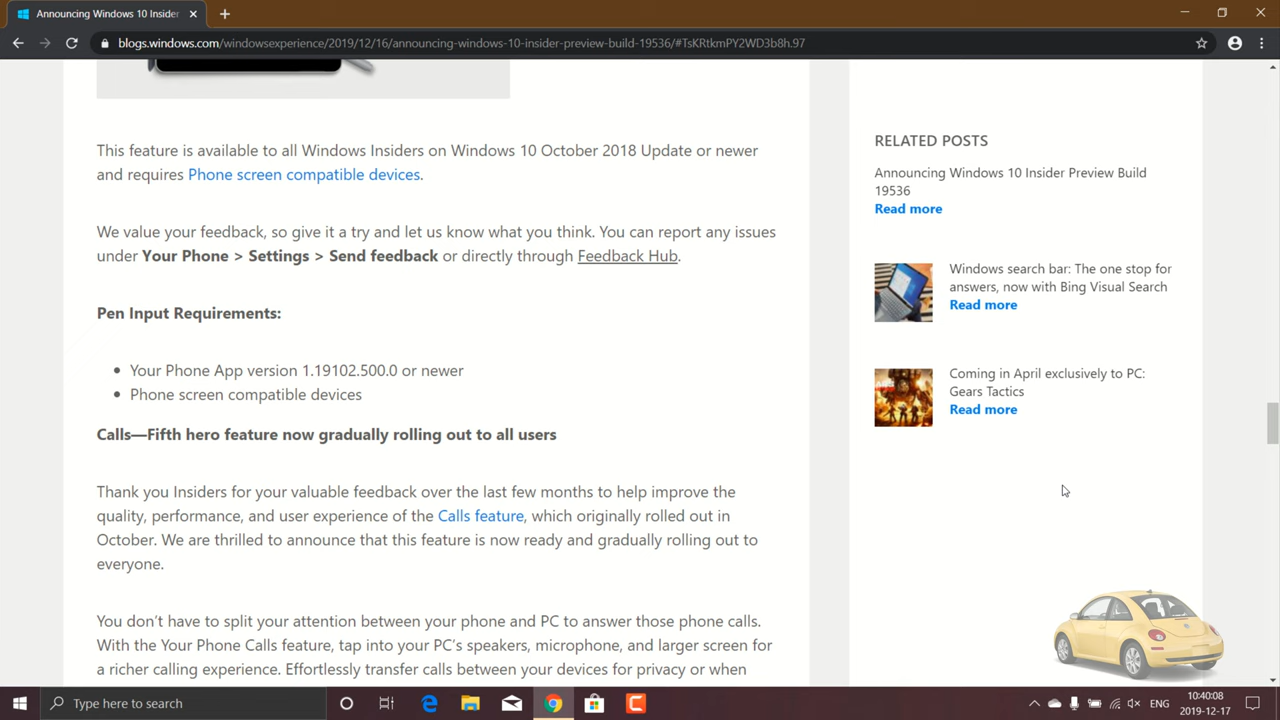 Announcing Windows 10 Insider
blogs.windows.com/windowsexperience/2019/12/16/announcing-windows-10-insider-preview-build-19536/#TsKRtkmPY2WD3b8h.97
This feature is available to all Windows Insiders on Windows 10 October 2018 Update or newer
and requires Phone screen compatible devices.
We value your feedback, so give it a try and let us know what you think. You can report any issues
under Your Phone > Settings > Send feedback or directly through Feedback Hub.
Pen Input Requirements:
• Your Phone App version 1.19102.500.0 or newer
• Phone screen compatible devices
Calls—Fifth hero feature now gradually rolling out to all users
Thank you Insiders for your valuable feedback over the last few months to help improve the
quality, performance, and user experience of the Calls feature, which originally rolled out in
October. We are thrilled to announce that this feature is now ready and gradually rolling out to
everyone.
You don’t have to split your attention between your phone and PC to answer those phone calls.
With the Your Phone Calls feature, tap into your PC’s speakers, microphone, and larger screen for
a richer calling experience. Effortlessly transfer calls between your devices for privacy or when
RELATED POSTS
Announcing Windows 10 Insider Preview Build
19536
Read more
Windows search bar: The one stop for
answers, now with Bing Visual Search
Read more
Coming in April exclusively to PC:
Gears Tactics
Read more
Type here to search
ENG
10:40:08
2019-12-17